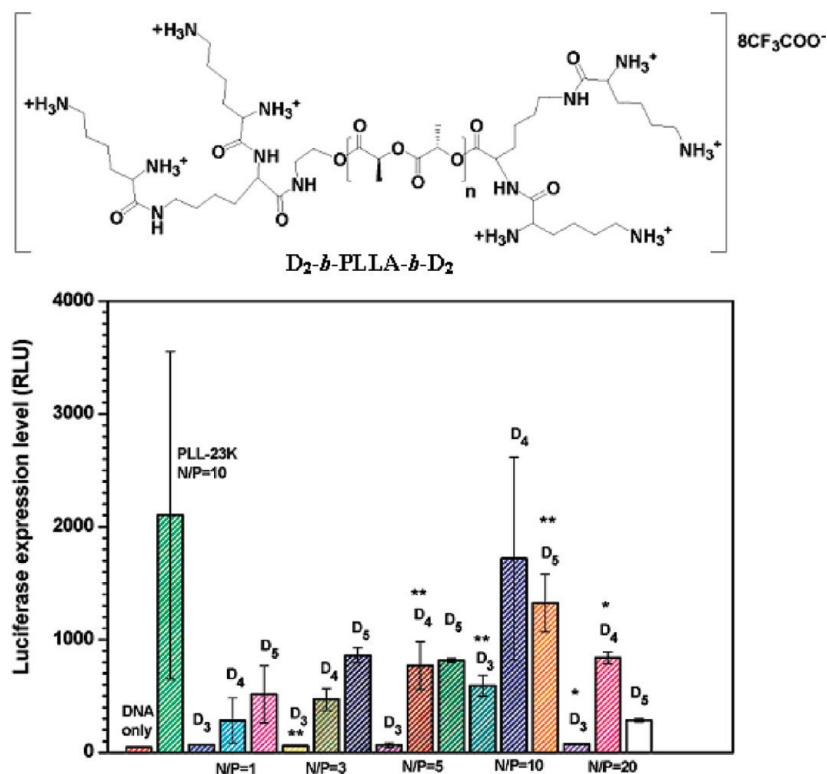 +H₃N
+H₃N
8CF₃COO⁻
O
NH₃⁺
NH
+H₃N
O
NH₃⁺
NH₃⁺
NH
O
H
N
O
O
O
O
O
n
O
NH₃⁺
O
N
H
O
NH
O
+H₃N
NH₃⁺
D₂-b-PLLA-b-D₂
Luciferase expression level (RLU)
4000
3000
2000
1000
0
DNA
only
PLL-23K
N/P=10
D₃
D₄
D₅
D₃
**
D₄
D₅
D₃
**
D₄
D₅
**
D₃
D₄
**
D₅
*
D₃
*
D₄
D₅
N/P=1
N/P=3
N/P=5
N/P=10
N/P=20